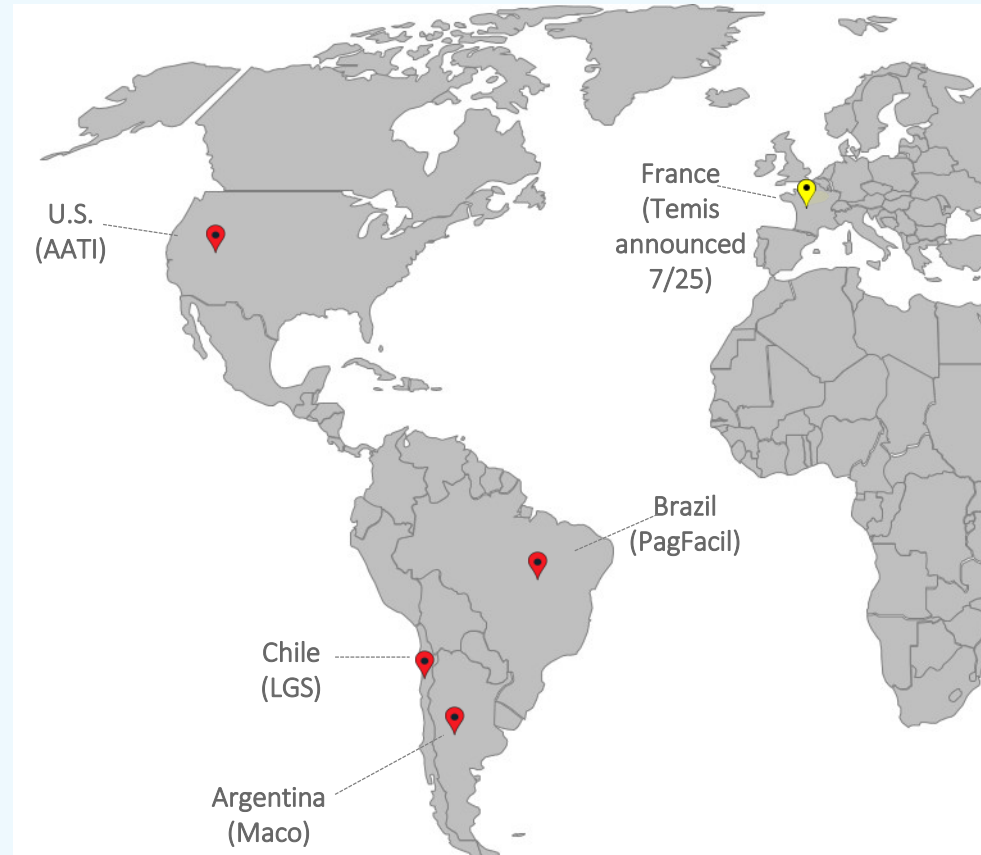 France
(Temis
announced
7/25)
U.S.
(AATI)
Brazil
(PagFacil)
Chile
(LGS)
Argentina
(Maco)